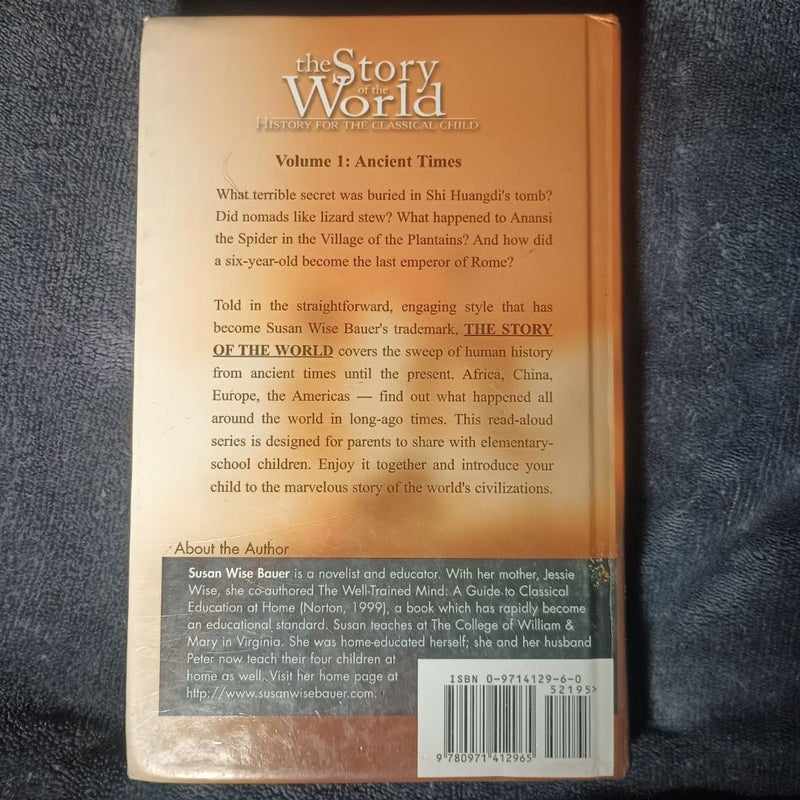 the Story
of the
World
HISTORY FOR THE CLASSICAL CHILD
Volume 1: Ancient Times
What terrible secret was buried in Shi Huangdi's tomb?
Did nomads like lizard stew? What happened to Anansi
the Spider in the Village of the Plantains? And how did
a six-year-old become the last emperor of Rome?
Told in the straightforward, engaging style that has
become Susan Wise Bauer's trademark, THE STORY
OF THE WORLD covers the sweep of human history
from ancient times until the present. Africa, China,
Europe, the Americas — find out what happened all
around the world in long-ago times. This read-aloud
series is designed for parents to share with elementary-
school children. Enjoy it together and introduce your
child to the marvelous story of the world's civilizations.
About the Author
Susan Wise Bauer is a novelist and educator. With her mother, Jessie
Wise, she co-authored The Well-Trained Mind: A Guide to Classical
Education at Home (Norton, 1999), a book which has rapidly become
an educational standard. Susan teaches at The College of William &
Mary in Virginia. She was home-educated herself; she and her husband
Peter now teach their four children at
home as well. Visit her home page at
http://www.susanwisebauer.com.
ISBN 0-9714129-6-0
52195>
9 780971 412965